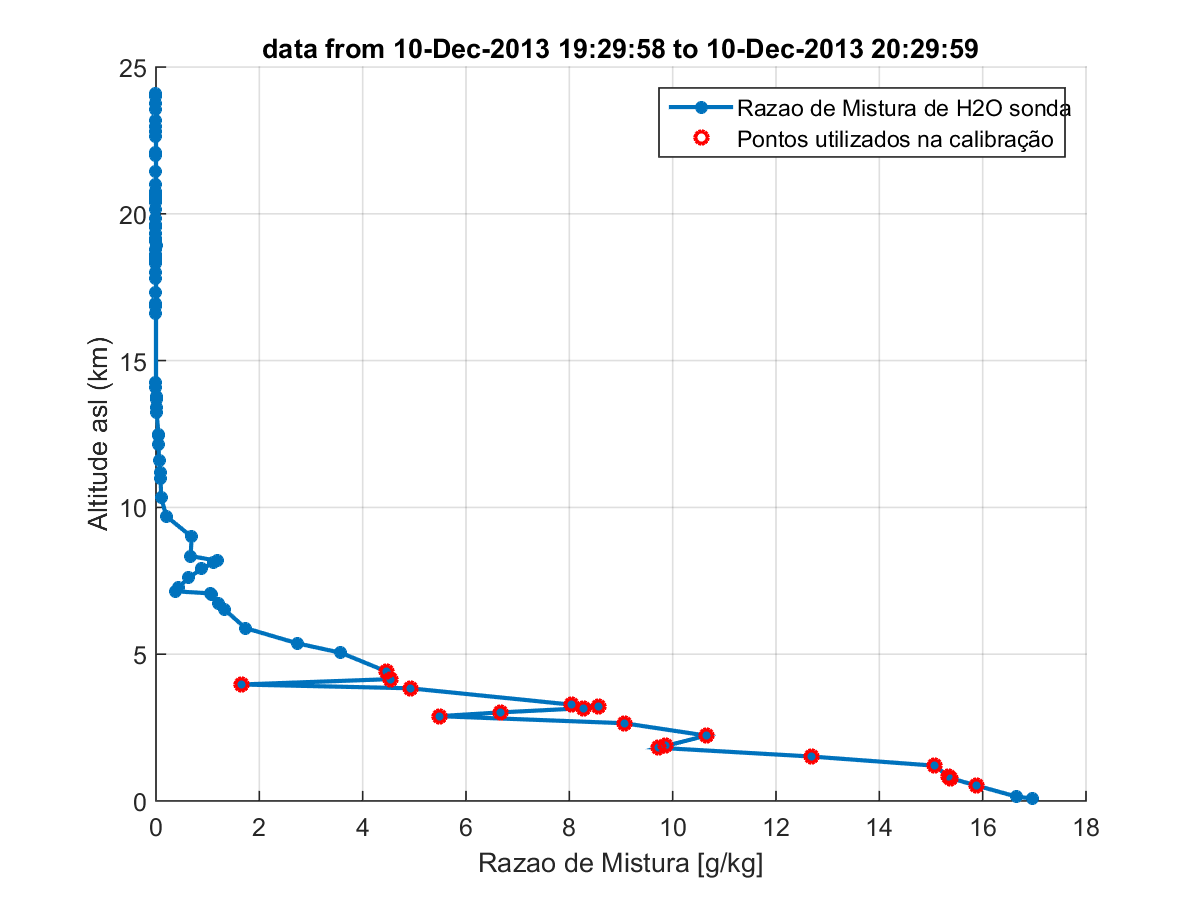 data from 10-Dec-2013 19:29:58 to 10-Dec-2013 20:29:59
Razao de Mistura de H2O sonda
Pontos utilizados na calibração
Altitude asl (km)
25
20
15
10
5
0
0 2 4 6 8 10 12 14 16 18
Razao de Mistura [g/kg]